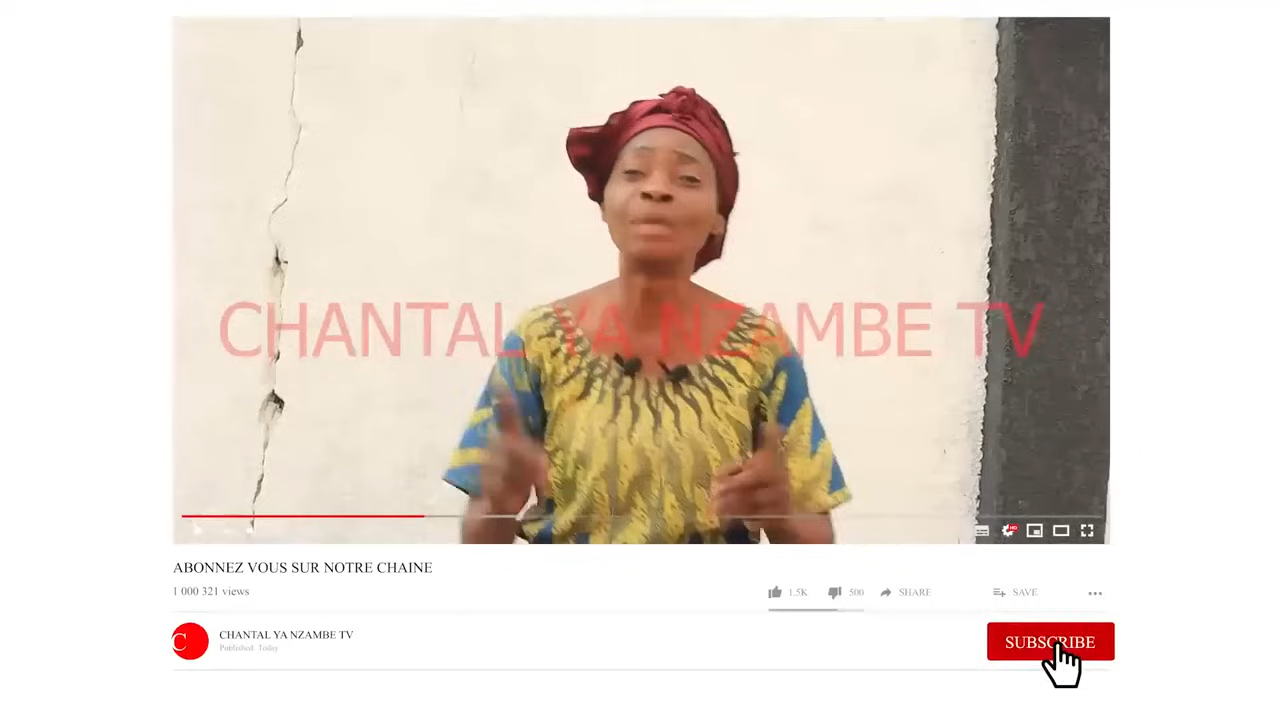 CHANTAL YA NZAMBE TV
HD
ABONNEZ VOUS SUR NOTRE CHAINE
1 000 321 views
1.5K
500
SHARE
SAVE
C
CHANTAL YA NZAMBE TV
Published: Today
SUBSCRIBE